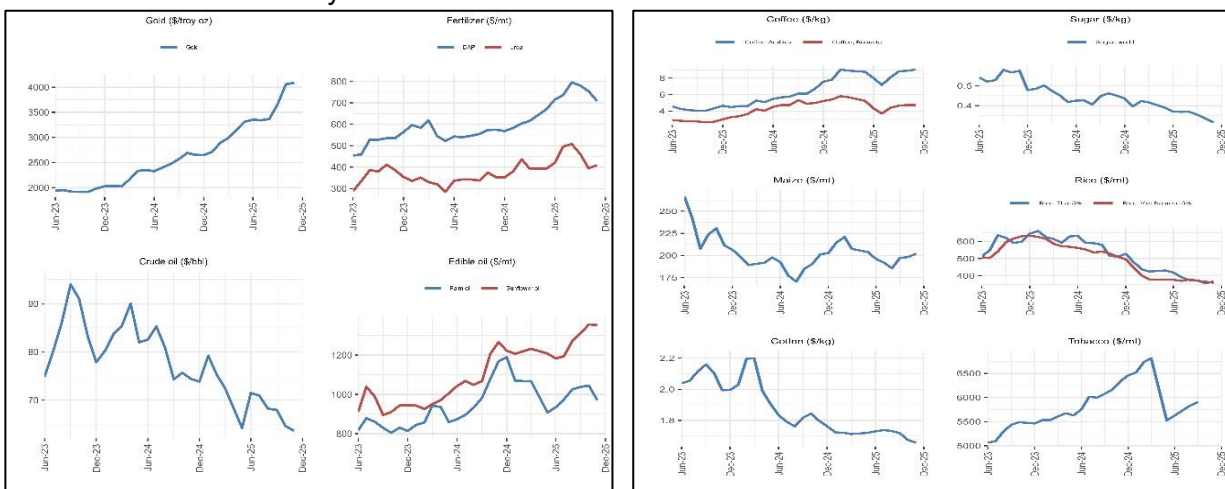 Gold ($/troy oz)
Gold
4000
3500
3000
2500
2000
Jun-23
Dec-23
Jun-24
Dec-24
Jun-25
Dec-25
Fertilizer ($/mt)
DAP
Urea
800
700
600
500
400
300
Jun-23
Dec-23
Jun-24
Dec-24
Jun-25
Dec-25
Crude oil ($/bbl)
90
80
70
Jun-23
Dec-23
Jun-24
Dec-24
Jun-25
Dec-25
Edible oil ($/mt)
Palm oil
Sunflower oil
1200
1000
800
Jun-23
Dec-23
Jun-24
Dec-24
Jun-25
Dec-25
Coffee ($/kg)
Coffee, Arabica
Coffee, Robusta
8
6
4
Jun-23
Dec-23
Jun-24
Dec-24
Jun-25
Dec-25
Sugar ($/kg)
Sugar, world
0.5
0.4
Jun-23
Dec-23
Jun-24
Dec-24
Jun-25
Dec-25
Maize ($/mt)
250
225
200
175
Jun-23
Dec-23
Jun-24
Dec-24
Jun-25
Dec-25
Rice ($/mt)
600
500
400
Jun-23
Dec-23
Jun-24
Dec-24
Jun-25
Dec-25
Cotton ($/kg)
2.2
2.0
1.8
Jun-23
Dec-23
Jun-24
Dec-24
Jun-25
Dec-25
Tobacco ($/mt)
6500
6000
5500
5000
Jun-23
Dec-23
Jun-24
Dec-24
Jun-25
Dec-25